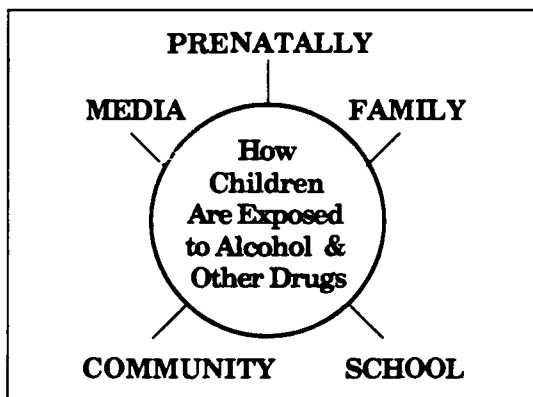 PRENATALLY
MEDIA
FAMILY
How
Children
Are Exposed
to Alcohol &
Other Drugs
COMMUNITY
SCHOOL